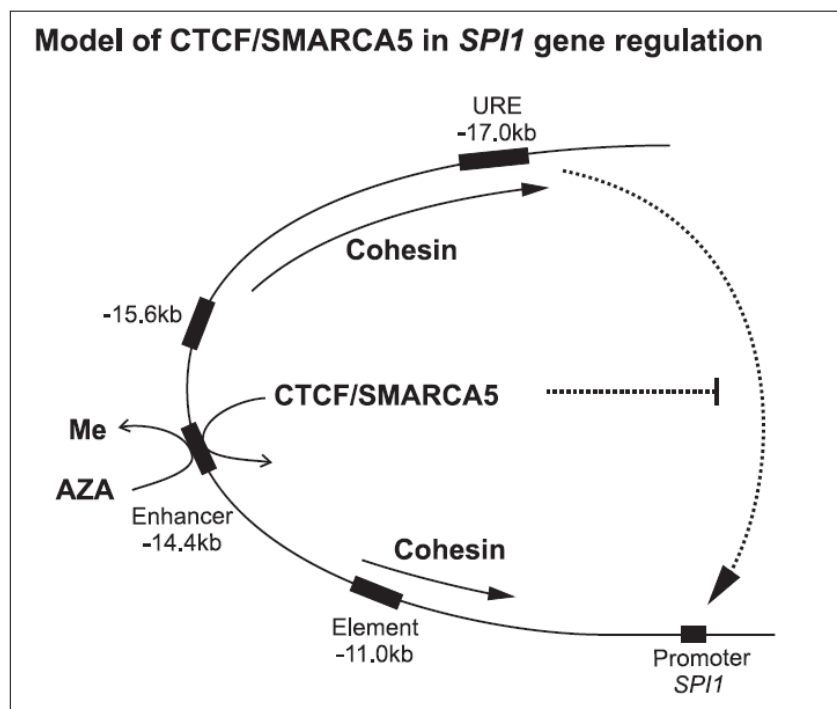 Model of CTCF/SMARCA5 in SPI1 gene regulation
URE
-17.0kb
Cohesin
-15.6kb
CTCF/SMARCA5
Me
AZA
Enhancer
-14.4kb
Cohesin
Element
-11.0kb
Promoter
SPI1